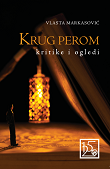 VLASTA MARKASOVIĆ
KRUG PEROM
kritike i ogledi